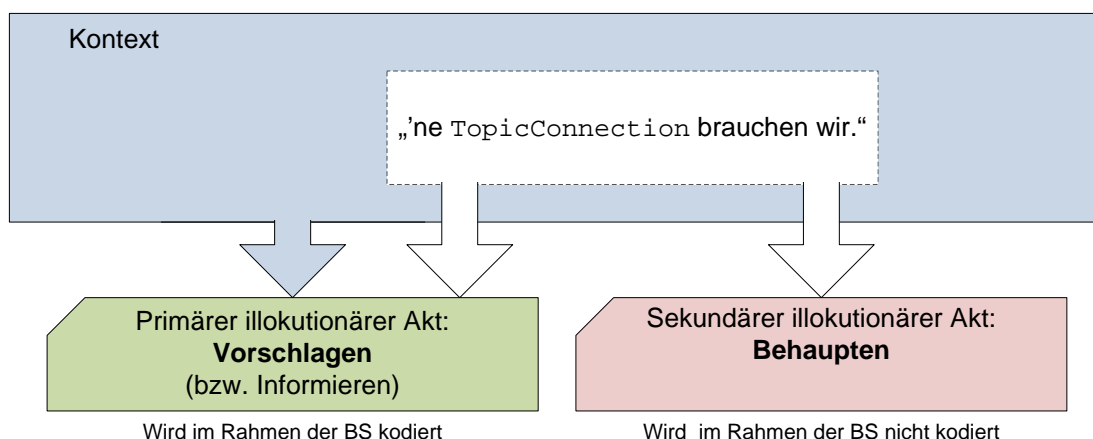 Kontext
„'ne TopicConnection brauchen wir.“
Primärer illokutionärer Akt:
Vorschlagen
(bzw. Informieren)
Sekundärer illokutionärer Akt:
Behaupten
Wird im Rahmen der BS kodiert
Wird im Rahmen der BS nicht kodiert